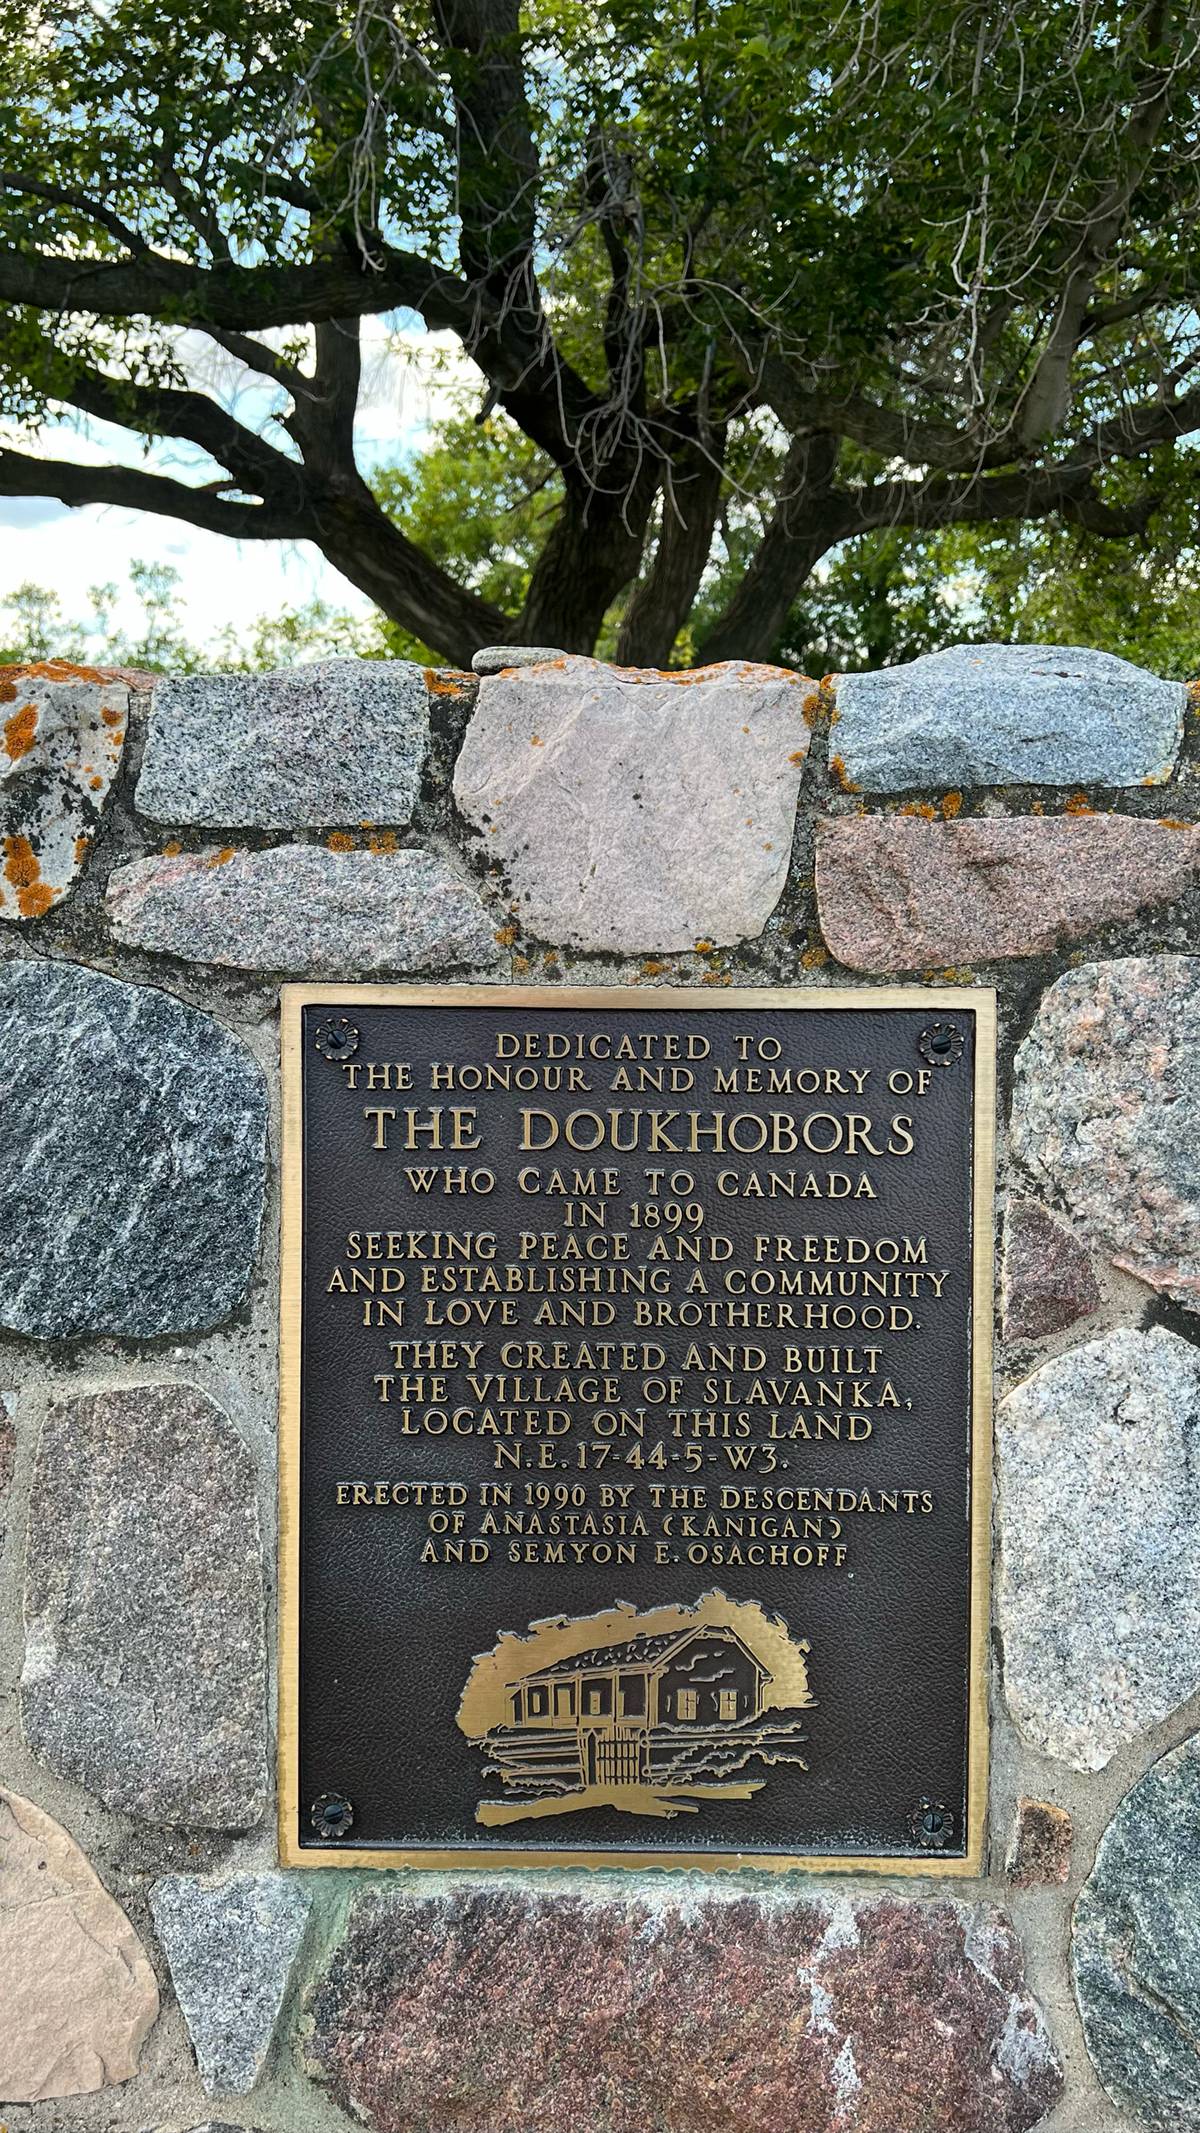 DEDICATED TO
THE HONOUR AND MEMORY OF
THE DOUKHOBORS
WHO CAME TO CANADA
IN 1899
SEEKING PEACE AND FREEDOM
AND ESTABLISHING A COMMUNITY
IN LOVE AND BROTHERHOOD.
THEY CREATED AND BUILT
THE VILLAGE OF SLAVANKA,
LOCATED ON THIS LAND
N.E.17-44-5-W3.
ERECTED IN 1990 BY THE DESCENDANTS
OF ANASTASIA (KANIGAN)
AND SEMYON E. OSACHOFF